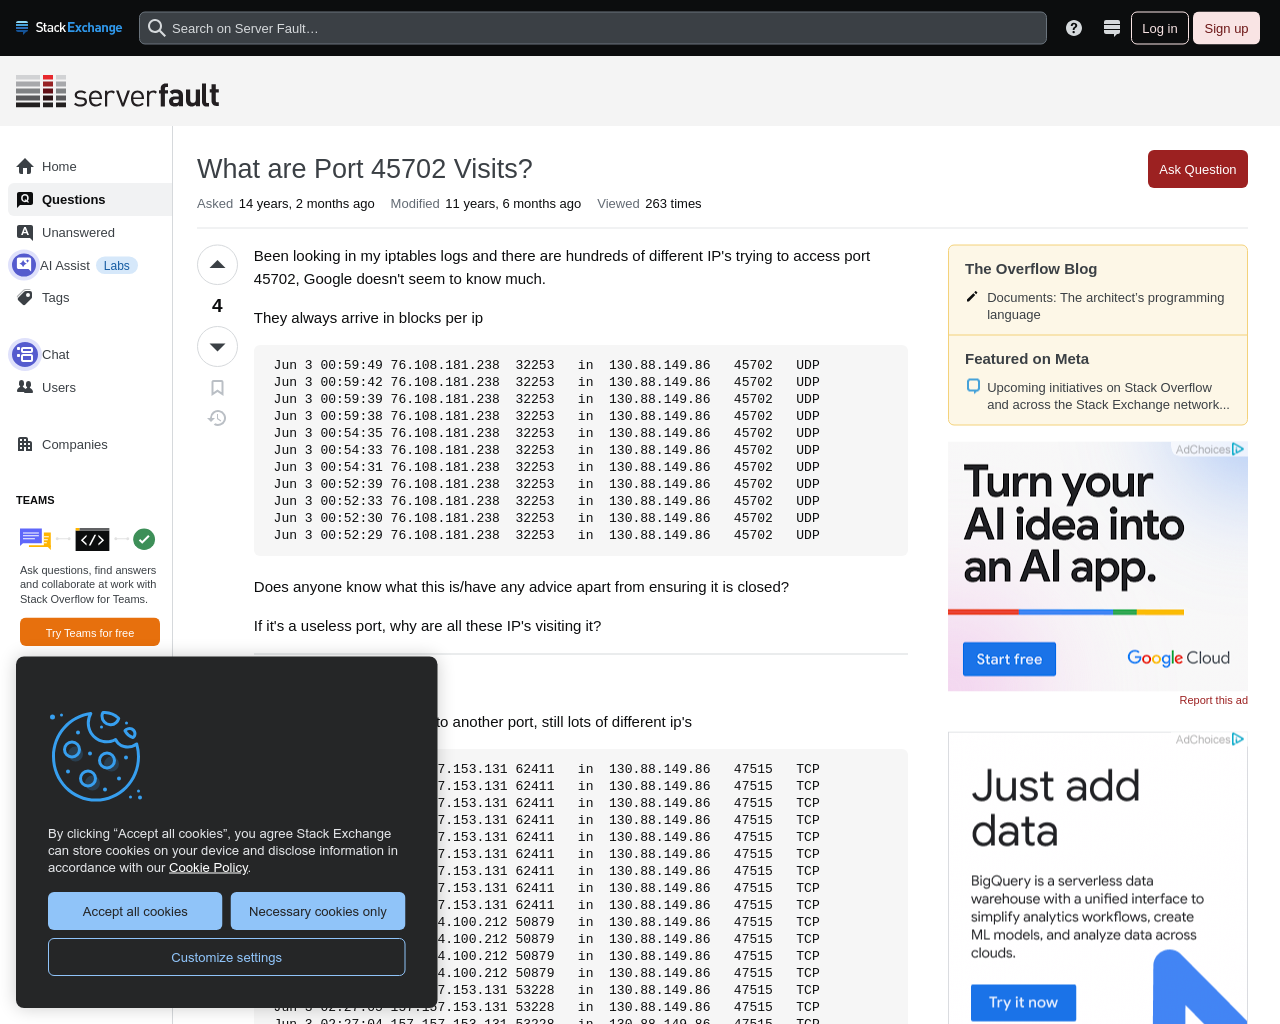 StackExchange
Search on Server Fault…
Log in
Sign up
serverfault
Home
Questions
Unanswered
AI Assist Labs
Tags
Chat
Users
Companies
TEAMS
Ask questions, find answers
and collaborate at work with
Stack Overflow for Teams.
Try Teams for free
What are Port 45702 Visits?
Ask Question
Asked 14 years, 2 months ago Modified 11 years, 6 months ago Viewed 263 times
4
Been looking in my iptables logs and there are hundreds of different IP's trying to access port
45702, Google doesn't seem to know much.
They always arrive in blocks per ip
Jun 3 00:59:49 76.108.181.238 32253 in 130.88.149.86 45702 UDP
Jun 3 00:59:42 76.108.181.238 32253 in 130.88.149.86 45702 UDP
Jun 3 00:59:39 76.108.181.238 32253 in 130.88.149.86 45702 UDP
Jun 3 00:59:38 76.108.181.238 32253 in 130.88.149.86 45702 UDP
Jun 3 00:54:35 76.108.181.238 32253 in 130.88.149.86 45702 UDP
Jun 3 00:54:33 76.108.181.238 32253 in 130.88.149.86 45702 UDP
Jun 3 00:54:31 76.108.181.238 32253 in 130.88.149.86 45702 UDP
Jun 3 00:52:39 76.108.181.238 32253 in 130.88.149.86 45702 UDP
Jun 3 00:52:33 76.108.181.238 32253 in 130.88.149.86 45702 UDP
Jun 3 00:52:30 76.108.181.238 32253 in 130.88.149.86 45702 UDP
Jun 3 00:52:29 76.108.181.238 32253 in 130.88.149.86 45702 UDP
Does anyone know what this is/have any advice apart from ensuring it is closed?
If it's a useless port, why are all these IP's visiting it?
to another port, still lots of different ip's
7.153.131 62411 in 130.88.149.86 47515 TCP
7.153.131 62411 in 130.88.149.86 47515 TCP
7.153.131 62411 in 130.88.149.86 47515 TCP
7.153.131 62411 in 130.88.149.86 47515 TCP
7.153.131 62411 in 130.88.149.86 47515 TCP
7.153.131 62411 in 130.88.149.86 47515 TCP
7.153.131 62411 in 130.88.149.86 47515 TCP
7.153.131 62411 in 130.88.149.86 47515 TCP
7.153.131 62411 in 130.88.149.86 47515 TCP
4.100.212 50879 in 130.88.149.86 47515 TCP
4.100.212 50879 in 130.88.149.86 47515 TCP
4.100.212 50879 in 130.88.149.86 47515 TCP
4.100.212 50879 in 130.88.149.86 47515 TCP
7.153.131 53228 in 130.88.149.86 47515 TCP
157.153.131 53228 in 130.88.149.86 47515 TCP
Jun 3 02:27:04 157.157.153.131 53228 in 130.88.149.86 47515 TCP
By clicking “Accept all cookies”, you agree Stack Exchange
can store cookies on your device and disclose information in
accordance with our Cookie Policy.
Accept all cookies
Necessary cookies only
Customize settings
The Overflow Blog
Documents: The architect’s programming
language
Featured on Meta
Upcoming initiatives on Stack Overflow
and across the Stack Exchange network...
AdChoices
Turn your
AI idea into
an AI app.
Start free
Google Cloud
Report this ad
AdChoices
Just add
data
BigQuery is a serverless data
warehouse with a unified interface to
simplify analytics workflows, create
ML models, and analyze data across
clouds.
Try it now